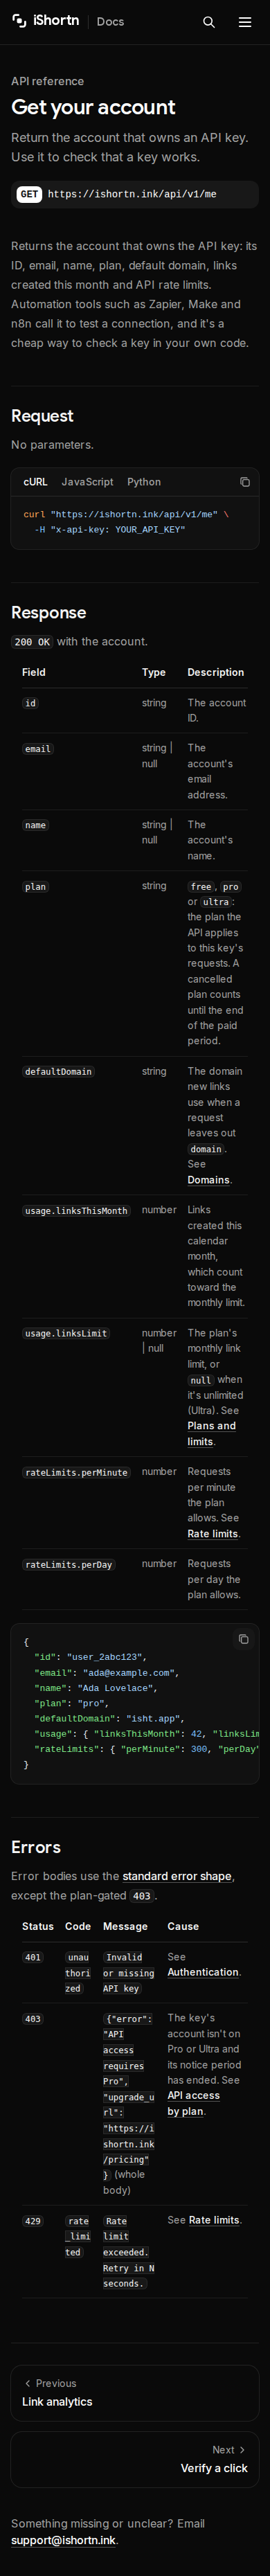 iShortn Docs
API reference
Get your account
Return the account that owns an API key.
Use it to check that a key works.
GET https://ishortn.ink/api/v1/me
Returns the account that owns the API key: its
ID, email, name, plan, default domain, links
created this month and API rate limits.
Automation tools such as Zapier, Make and
n8n call it to test a connection, and it's a
cheap way to check a key in your own code.
Request
No parameters.
cURL JavaScript Python
curl "https://ishortn.ink/api/v1/me" \
-H "x-api-key: YOUR_API_KEY"
Response
200 OK with the account.
Field Type Description
id string The account
ID.
email string | The
null account's
email
address.
name string | The
null account's
name.
plan string free, pro
or ultra:
the plan the
API applies
to this key's
requests. A
cancelled
plan counts
until the end
of the paid
period.
defaultDomain string The domain
new links
use when a
request
leaves out
domain.
See
Domains.
usage.linksThisMonth number Links
created this
calendar
month,
which count
toward the
monthly limit.
usage.linksLimit number The plan's
| null monthly link
limit, or
null when
it's unlimited
(Ultra). See
Plans and
limits.
rateLimits.perMinute number Requests
per minute
the plan
allows. See
Rate limits.
rateLimits.perDay number Requests
per day the
plan allows.
{
"id": "user_2abc123",
"email": "ada@example.com",
"name": "Ada Lovelace",
"plan": "pro",
"defaultDomain": "isht.app",
"usage": { "linksThisMonth": 42, "linksLim
"rateLimits": { "perMinute": 300, "perDay"
}
Errors
Error bodies use the standard error shape,
except the plan-gated 403.
Status Code Message Cause
401 unau Invalid See
thori or missing Authentication.
zed API key
403 {"error": The key's
"API account isn't on
access Pro or Ultra and
requires its notice period
Pro", has ended. See
"upgrade_u API access
rl": by plan.
"https://i
shortn.ink
/pricing"
} (whole
body)
429 rate Rate See Rate limits.
_limi limit
ted exceeded.
Retry in N
seconds.
Previous
Link analytics
Next
Verify a click
Something missing or unclear? Email
support@ishortn.ink.